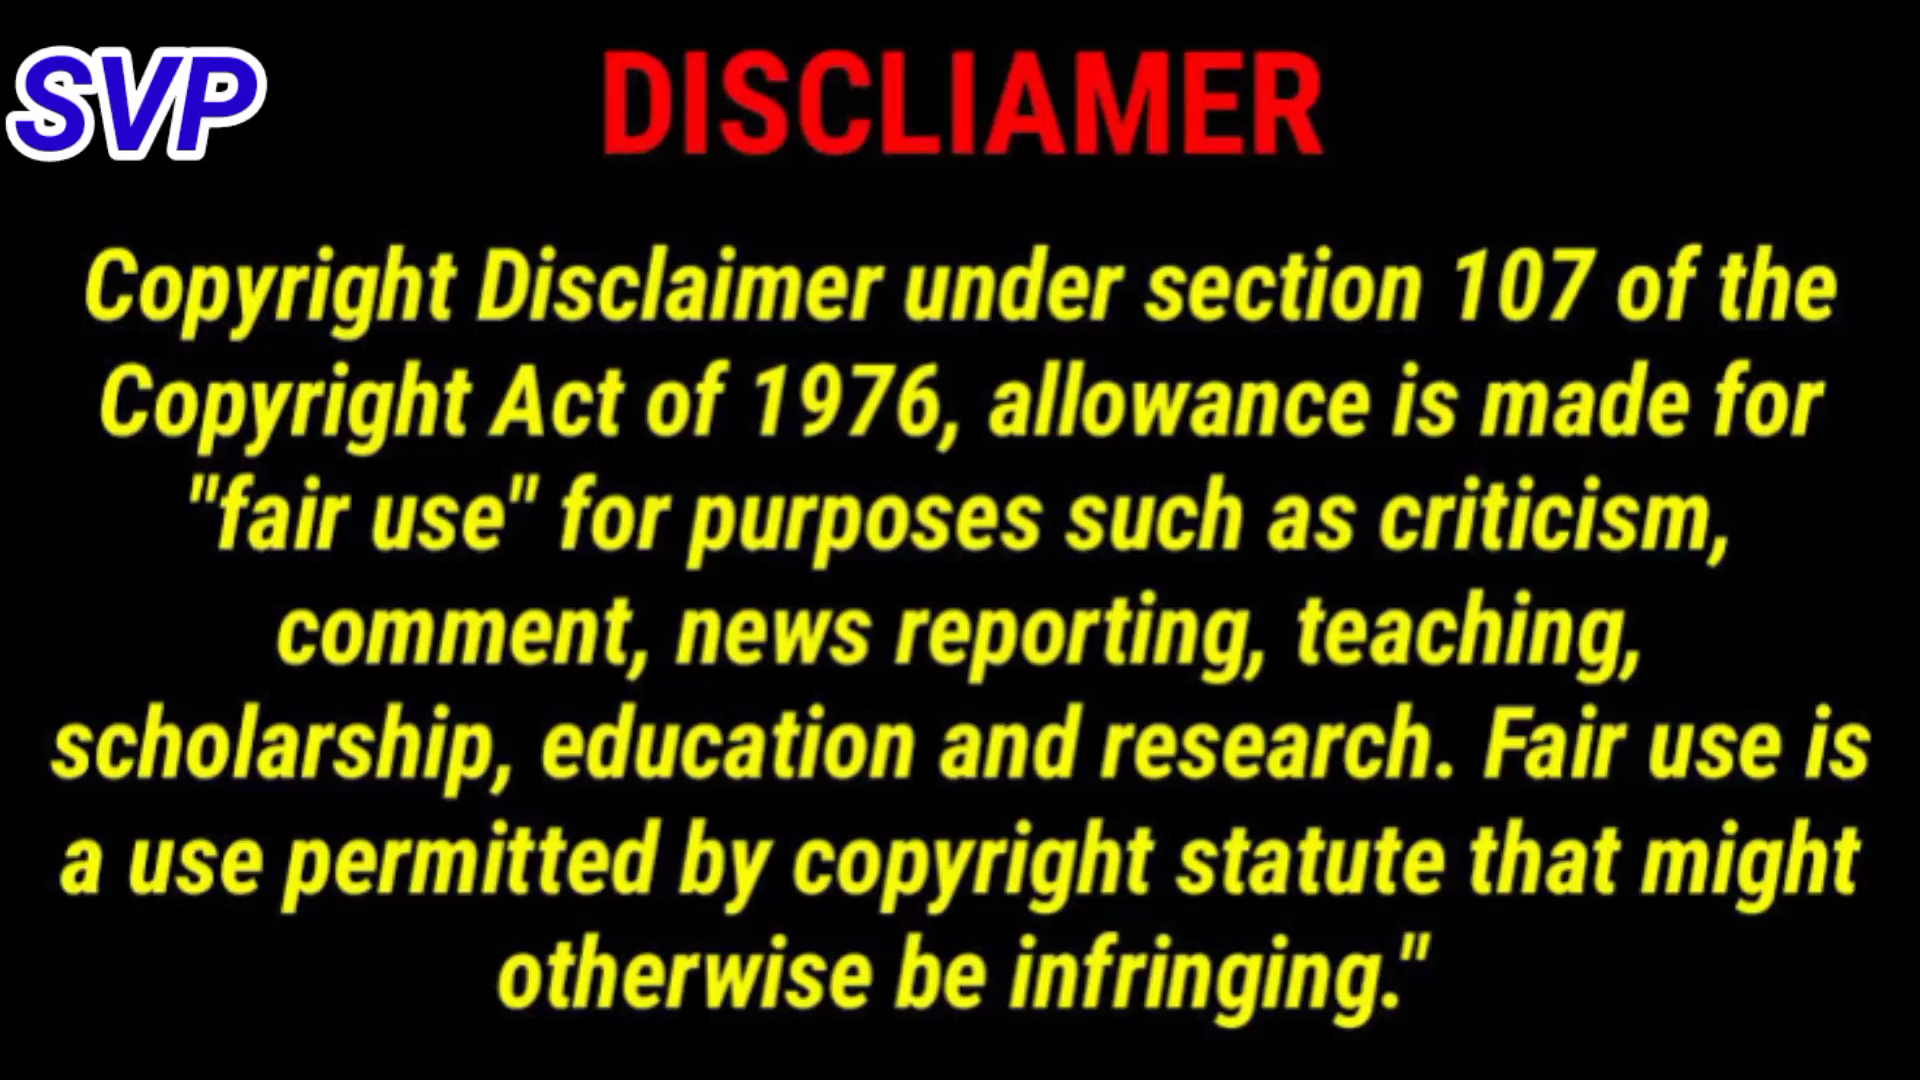 SVP
DISCLIAMER
Copyright Disclaimer under section 107 of the
Copyright Act of 1976, allowance is made for
"fair use" for purposes such as criticism,
comment, news reporting, teaching,
scholarship, education and research. Fair use is
a use permitted by copyright statute that might
otherwise be infringing."